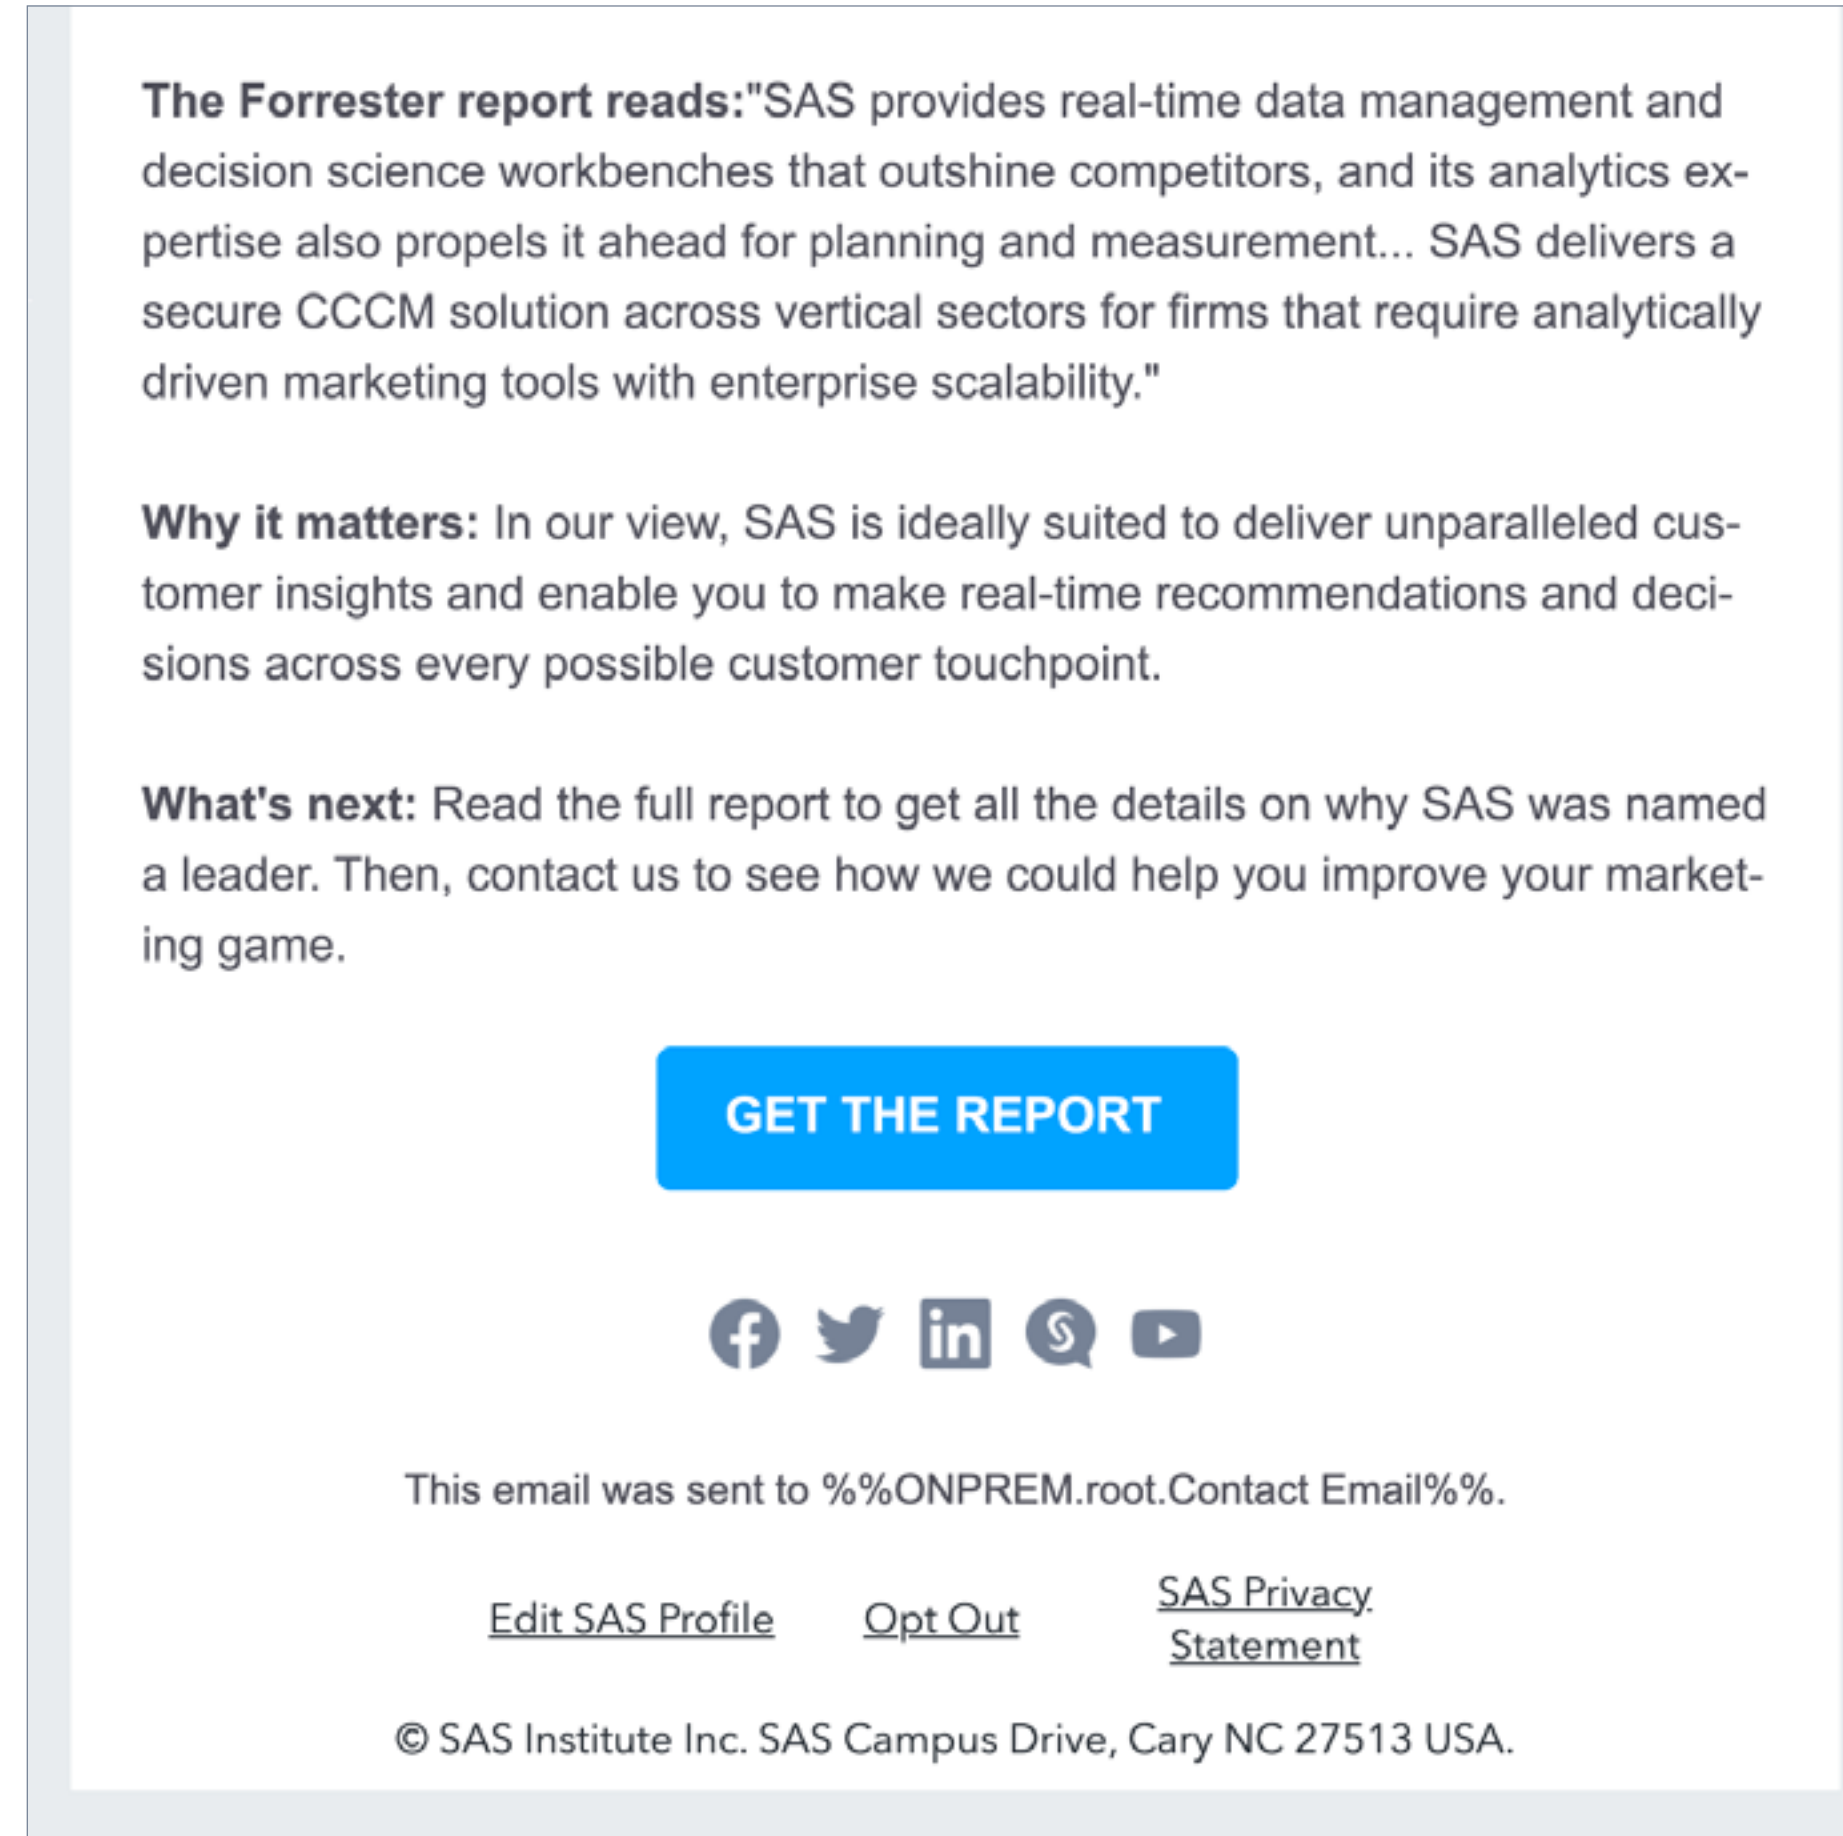 The Forrester report reads:"SAS provides real-time data management and
decision science workbenches that outshine competitors, and its analytics ex-
pertise also propels it ahead for planning and measurement... SAS delivers a
secure CCCM solution across vertical sectors for firms that require analytically
driven marketing tools with enterprise scalability."
Why it matters: In our view, SAS is ideally suited to deliver unparalleled cus-
tomer insights and enable you to make real-time recommendations and deci-
sions across every possible customer touchpoint.
What's next: Read the full report to get all the details on why SAS was named
a leader. Then, contact us to see how we could help you improve your market-
ing game.
GET THE REPORT
This email was sent to %%ONPREM.root.Contact Email%%.
Edit SAS Profile
Opt Out
SAS Privacy
Statement
© SAS Institute Inc. SAS Campus Drive, Cary NC 27513 USA.